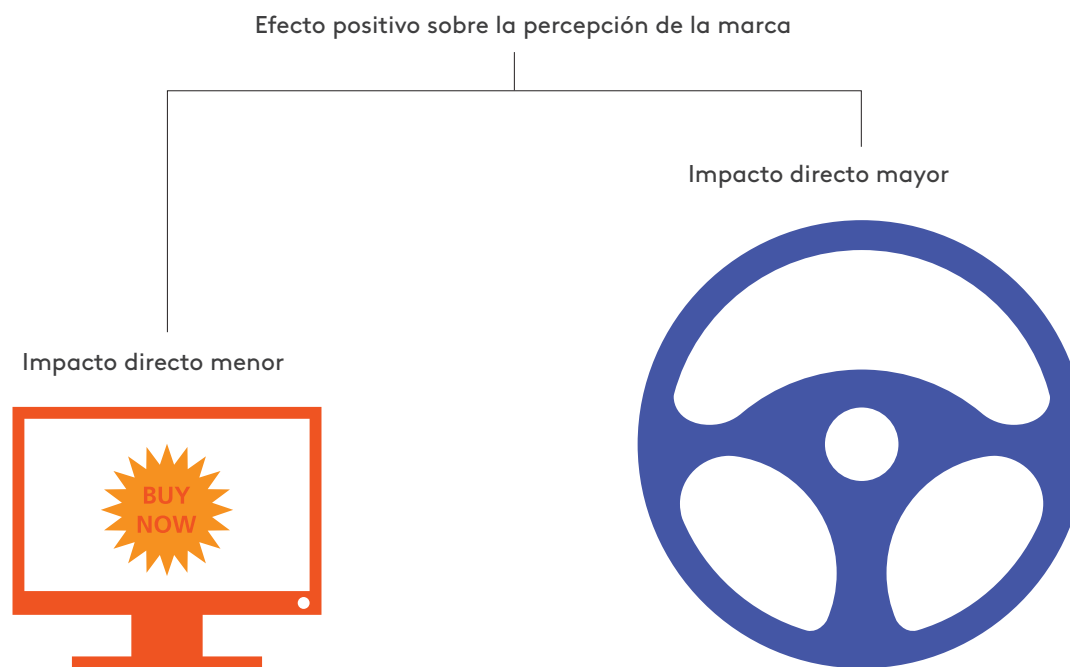 Efecto positivo sobre la percepción de la marca
Impacto directo mayor
Impacto directo menor
BUY
NOW